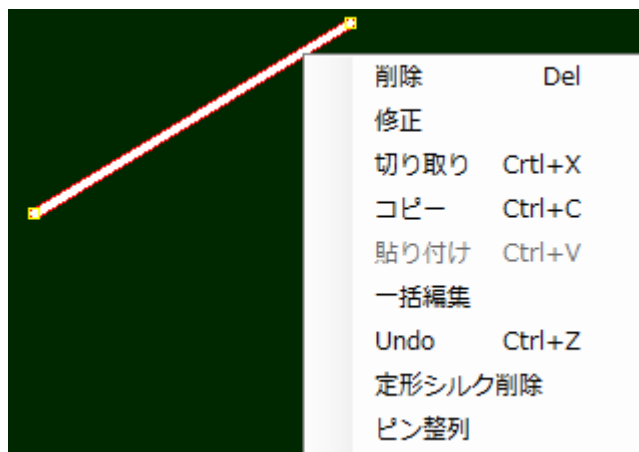 削除 Del
修正
切り取り Crtl+X
コピー Ctrl+C
貼り付け Ctrl+V
一括編集
Undo Ctrl+Z
定形シルク削除
ピン整列